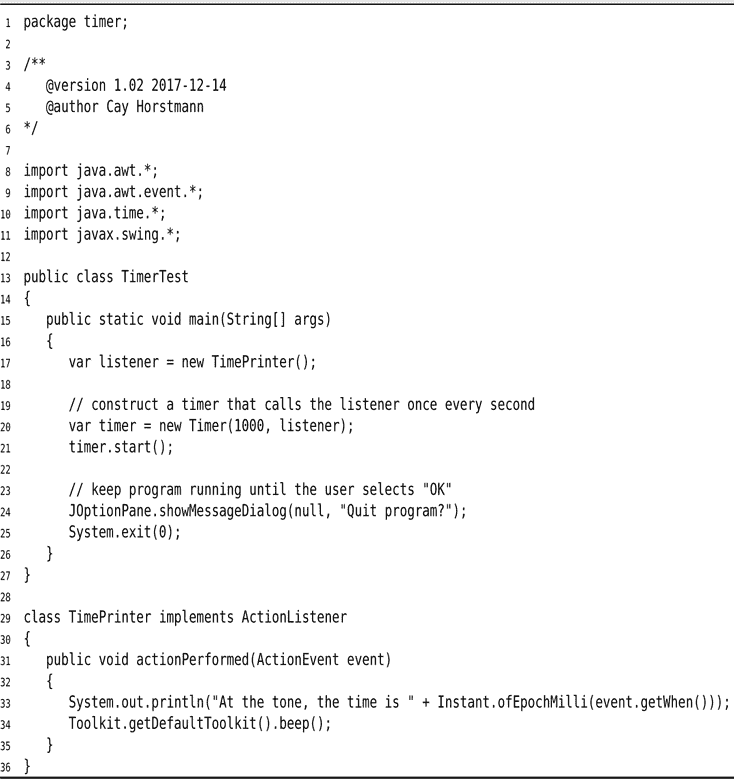 1 package timer;
2
3 /**
4    @version 1.02 2017-12-14
5    @author Cay Horstmann
6 */
7
8 import java.awt.*;
9 import java.awt.event.*;
10 import java.time.*;
11 import javax.swing.*;
12
13 public class TimerTest
14 {
15    public static void main(String[] args)
16    {
17       var listener = new TimePrinter();
18
19       // construct a timer that calls the listener once every second
20       var timer = new Timer(1000, listener);
21       timer.start();
22
23       // keep program running until the user selects "OK"
24       JOptionPane.showMessageDialog(null, "Quit program?");
25       System.exit(0);
26    }
27 }
28
29 class TimePrinter implements ActionListener
30 {
31    public void actionPerformed(ActionEvent event)
32    {
33       System.out.println("At the tone, the time is " + Instant.ofEpochMilli(event.getWhen()));
34       Toolkit.getDefaultToolkit().beep();
35    }
36 }